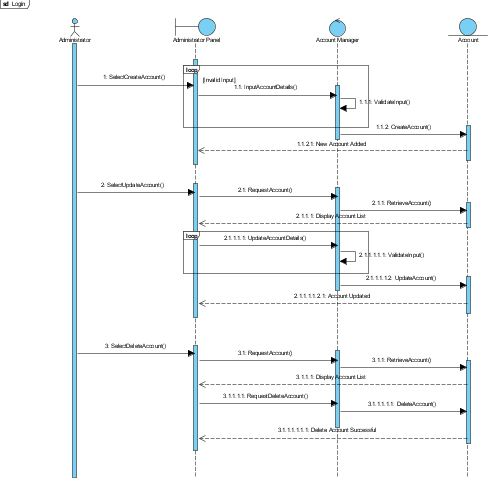 sd Login
Administrator
Administrator Panel
Account Manager
Account
loop
[Invalid Input]
1: SelectCreateAccount()
1.1: InputAccountDetails()
1.1.1: ValidateInput()
1.1.2: CreateAccount()
1.1.2.1: New Account Added
2: SelectUpdateAccount()
2.1: RequestAccount()
2.1.1: RetrieveAccount()
2.1.1.1: Display Account List
loop
2.1.1.1.1: UpdateAccountDetails()
2.1.1.1.1.1: ValidateInput()
2.1.1.1.1.2: UpdateAccount()
2.1.1.1.1.2.1: Account Updated
3: SelectDeleteAccount()
3.1: RequestAccount()
3.1.1: RetrieveAccount()
3.1.1.1: Display Account List
3.1.1.1.1: RequestDeleteAccount()
3.1.1.1.1.1: DeleteAccount()
3.1.1.1.1.1.1: Delete Account Successful